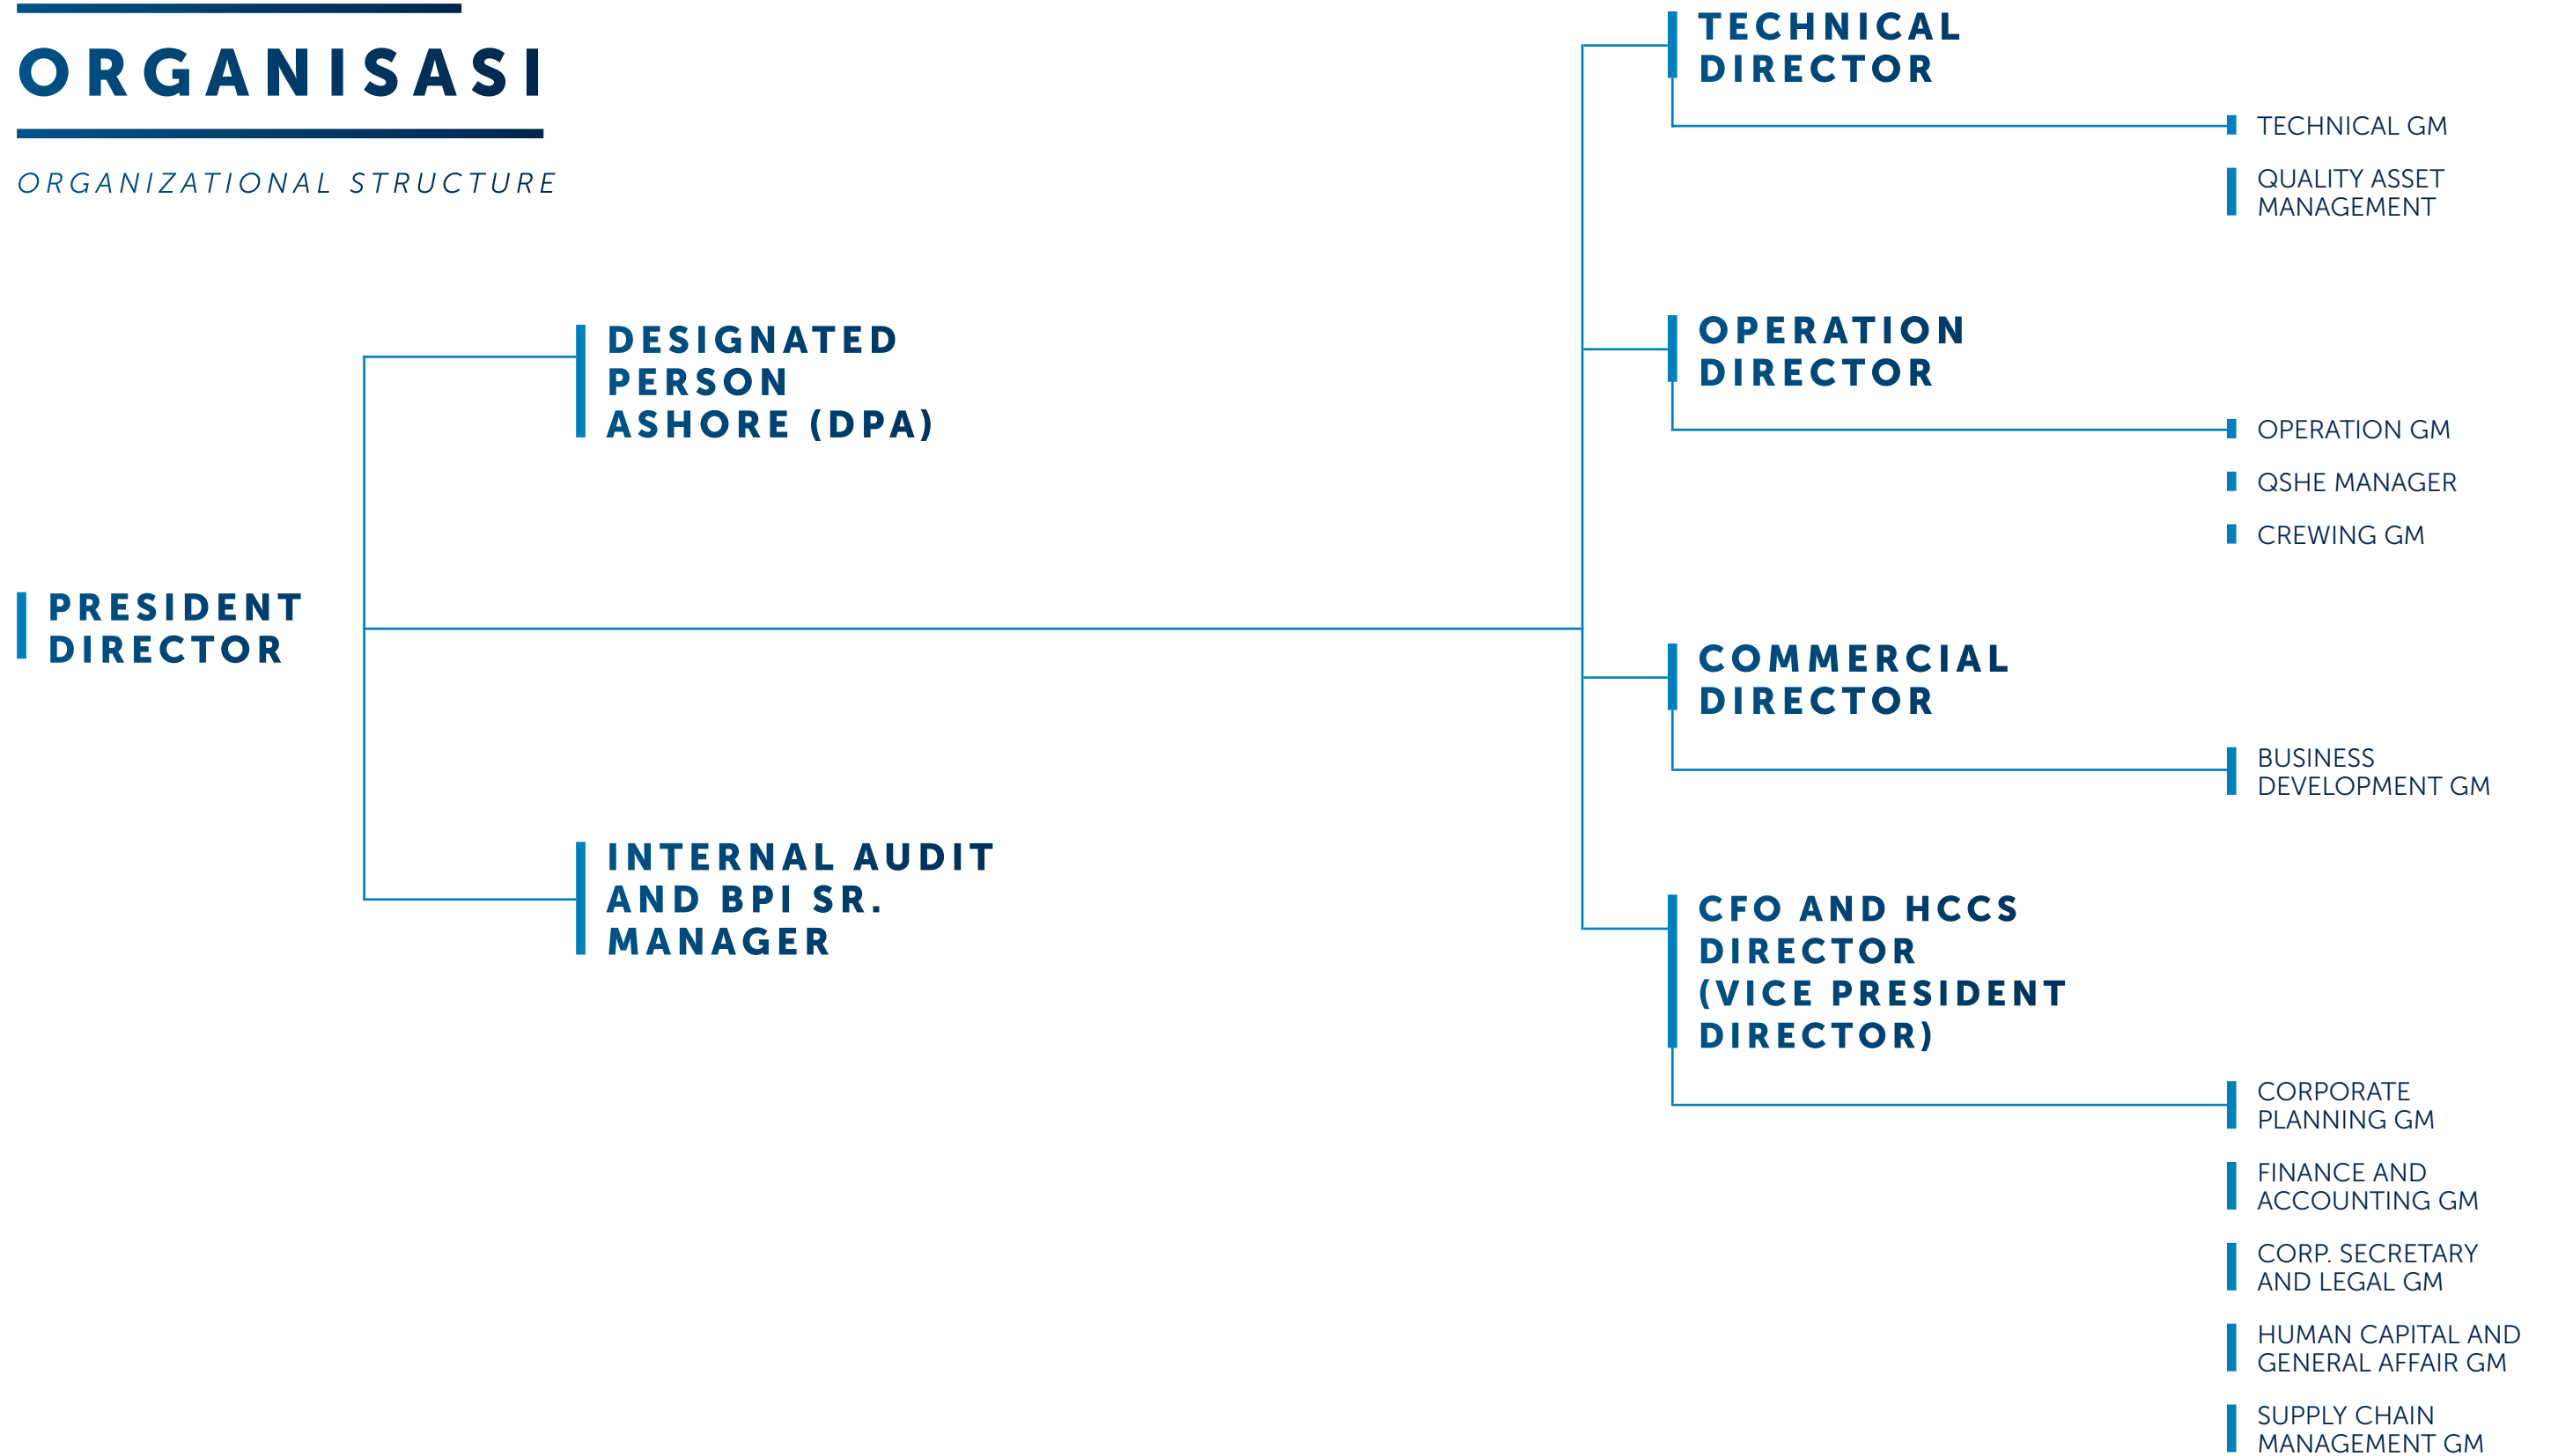 ORGANISASI
ORGANIZATIONAL STRUCTURE
PRESIDENT
DIRECTOR
DESIGNATED
PERSON
ASHORE (DPA)
INTERNAL AUDIT
AND BPI SR.
MANAGER
TECHNICAL
DIRECTOR
TECHNICAL GM
QUALITY ASSET
MANAGEMENT
OPERATION
DIRECTOR
OPERATION GM
QSHE MANAGER
CREWING GM
COMMERCIAL
DIRECTOR
BUSINESS
DEVELOPMENT GM
CFO AND HCCS
DIRECTOR
(VICE PRESIDENT
DIRECTOR)
CORPORATE
PLANNING GM
FINANCE AND
ACCOUNTING GM
CORP. SECRETARY
AND LEGAL GM
HUMAN CAPITAL AND
GENERAL AFFAIR GM
SUPPLY CHAIN
MANAGEMENT GM